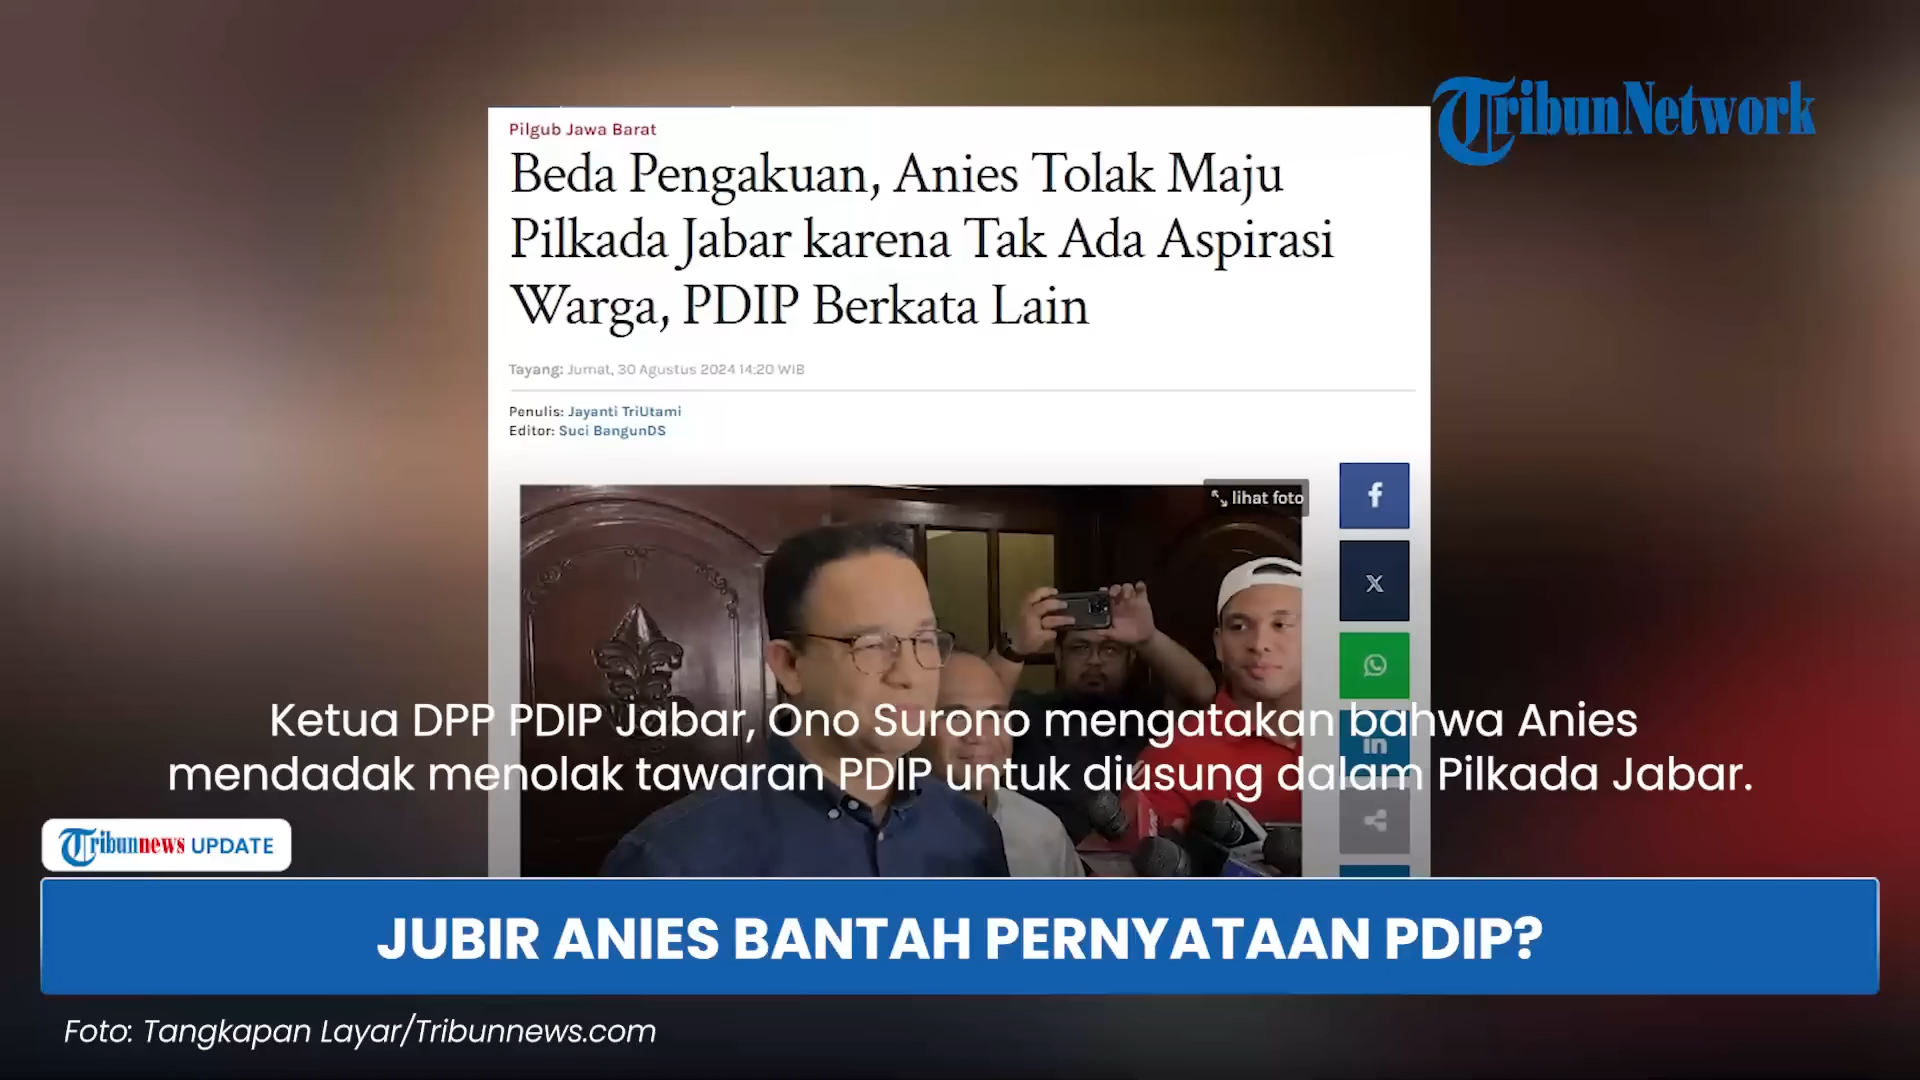 TribunNetwork
Pilgub Jawa Barat
Beda Pengakuan, Anies Tolak Maju
Pilkada Jabar karena Tak Ada Aspirasi
Warga, PDIP Berkata Lain
Tayang: Jumat, 30 Agustus 2024 14:20 WIB
Penulis: Jayanti TriUtami
Editor: Suci BangunDS
lihat foto
f
X
in
Ketua DPP PDIP Jabar, Ono Surono mengatakan bahwa Anies
mendadak menolak tawaran PDIP untuk diusung dalam Pilkada Jabar.
Tribunnews UPDATE
JUBIR ANIES BANTAH PERNYATAAN PDIP?
Foto: Tangkapan Layar/Tribunnews.com